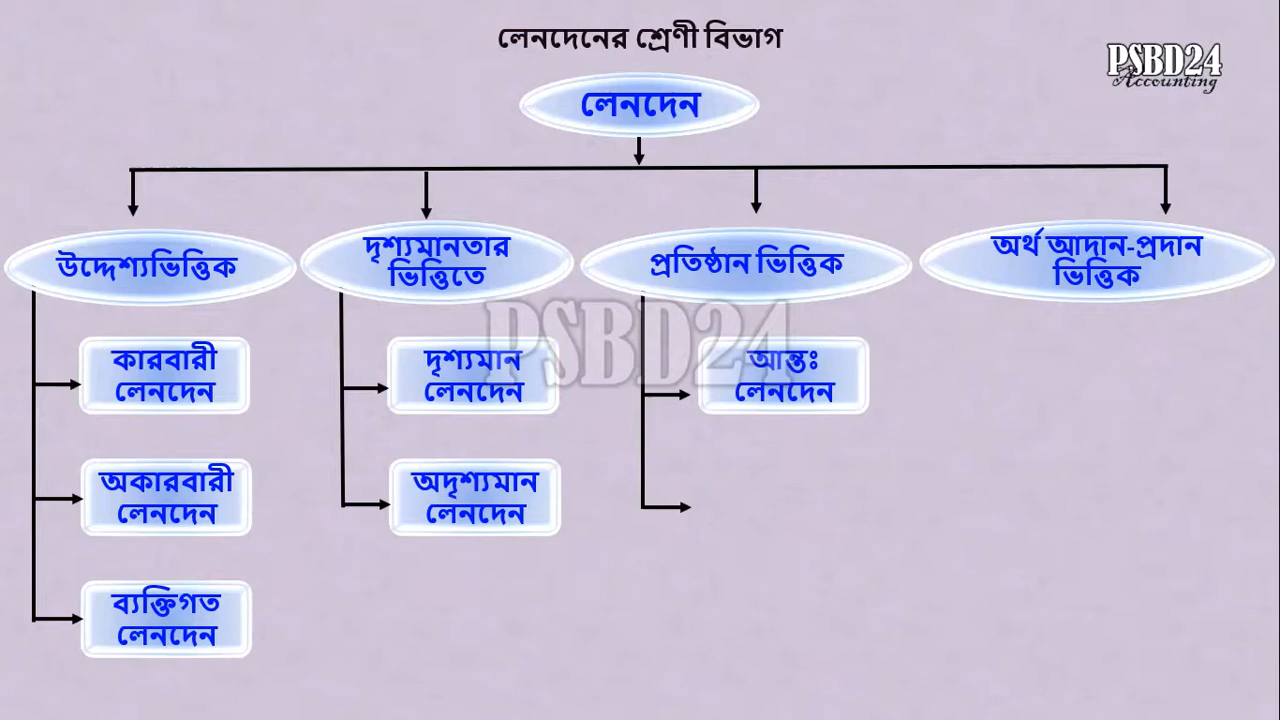 লেনদেনের শ্রেণী বিভাগ
PSBD24
Accounting
লেনদেন
উদ্দেশ্যভিত্তিক
দৃশ্যমানতার
ভিত্তিতে
প্রতিষ্ঠান ভিত্তিক
অর্থ আদান-প্রদান
ভিত্তিক
PSBD24
কারবারী
লেনদেন
দৃশ্যমান
লেনদেন
আন্তঃ
লেনদেন
অকারবারী
লেনদেন
অদৃশ্যমান
লেনদেন
ব্যক্তিগত
লেনদেন